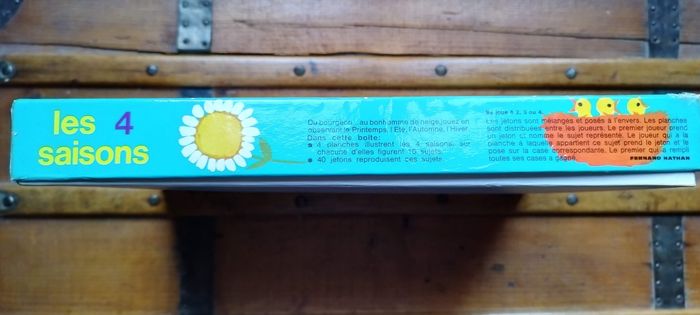 les 4
saisons
Du bourgeon au bonhomme de neige, jouez en
observant le Printemps, l'Eté, l'Automne, l'Hiver.
Dans cette boîte:
• 4 planches illustrent les 4 saisons, sur
chacune d'elles figurent 10 sujets.
• 40 jetons reproduisent ces sujets.
Se joue à 2, 3 ou 4.
Les jetons sont mélangés et posés à l'envers. Les planches
sont distribuées entre les joueurs. Le premier joueur prend
un jeton et nomme le sujet représenté. Le joueur qui a la
planche à laquelle appartient ce sujet prend le jeton et le
pose sur la case correspondante. Le premier qui a rempli
toutes ses cases a gagné.
FERNAND NATHAN